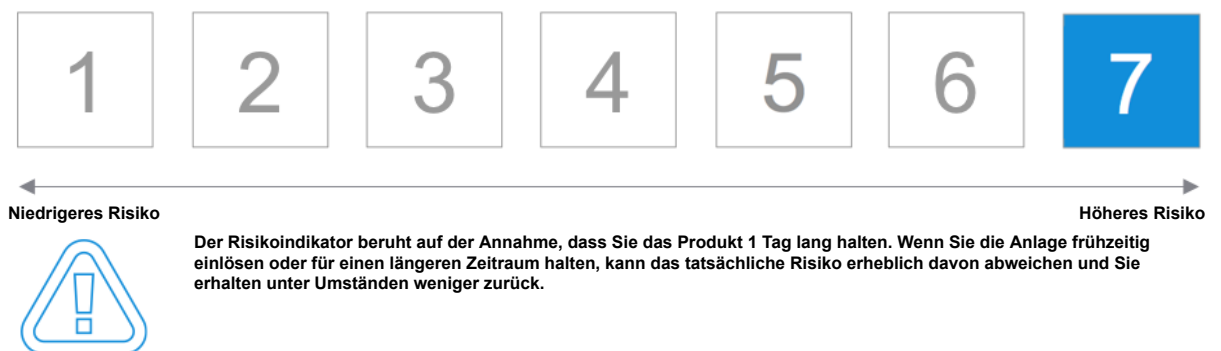 1 2 3 4 5 6 7
Niedrigeres Risiko Höheres Risiko
Der Risikoindikator beruht auf der Annahme, dass Sie das Produkt 1 Tag lang halten. Wenn Sie die Anlage frühzeitig
einlösen oder für einen längeren Zeitraum halten, kann das tatsächliche Risiko erheblich davon abweichen und Sie
erhalten unter Umständen weniger zurück.